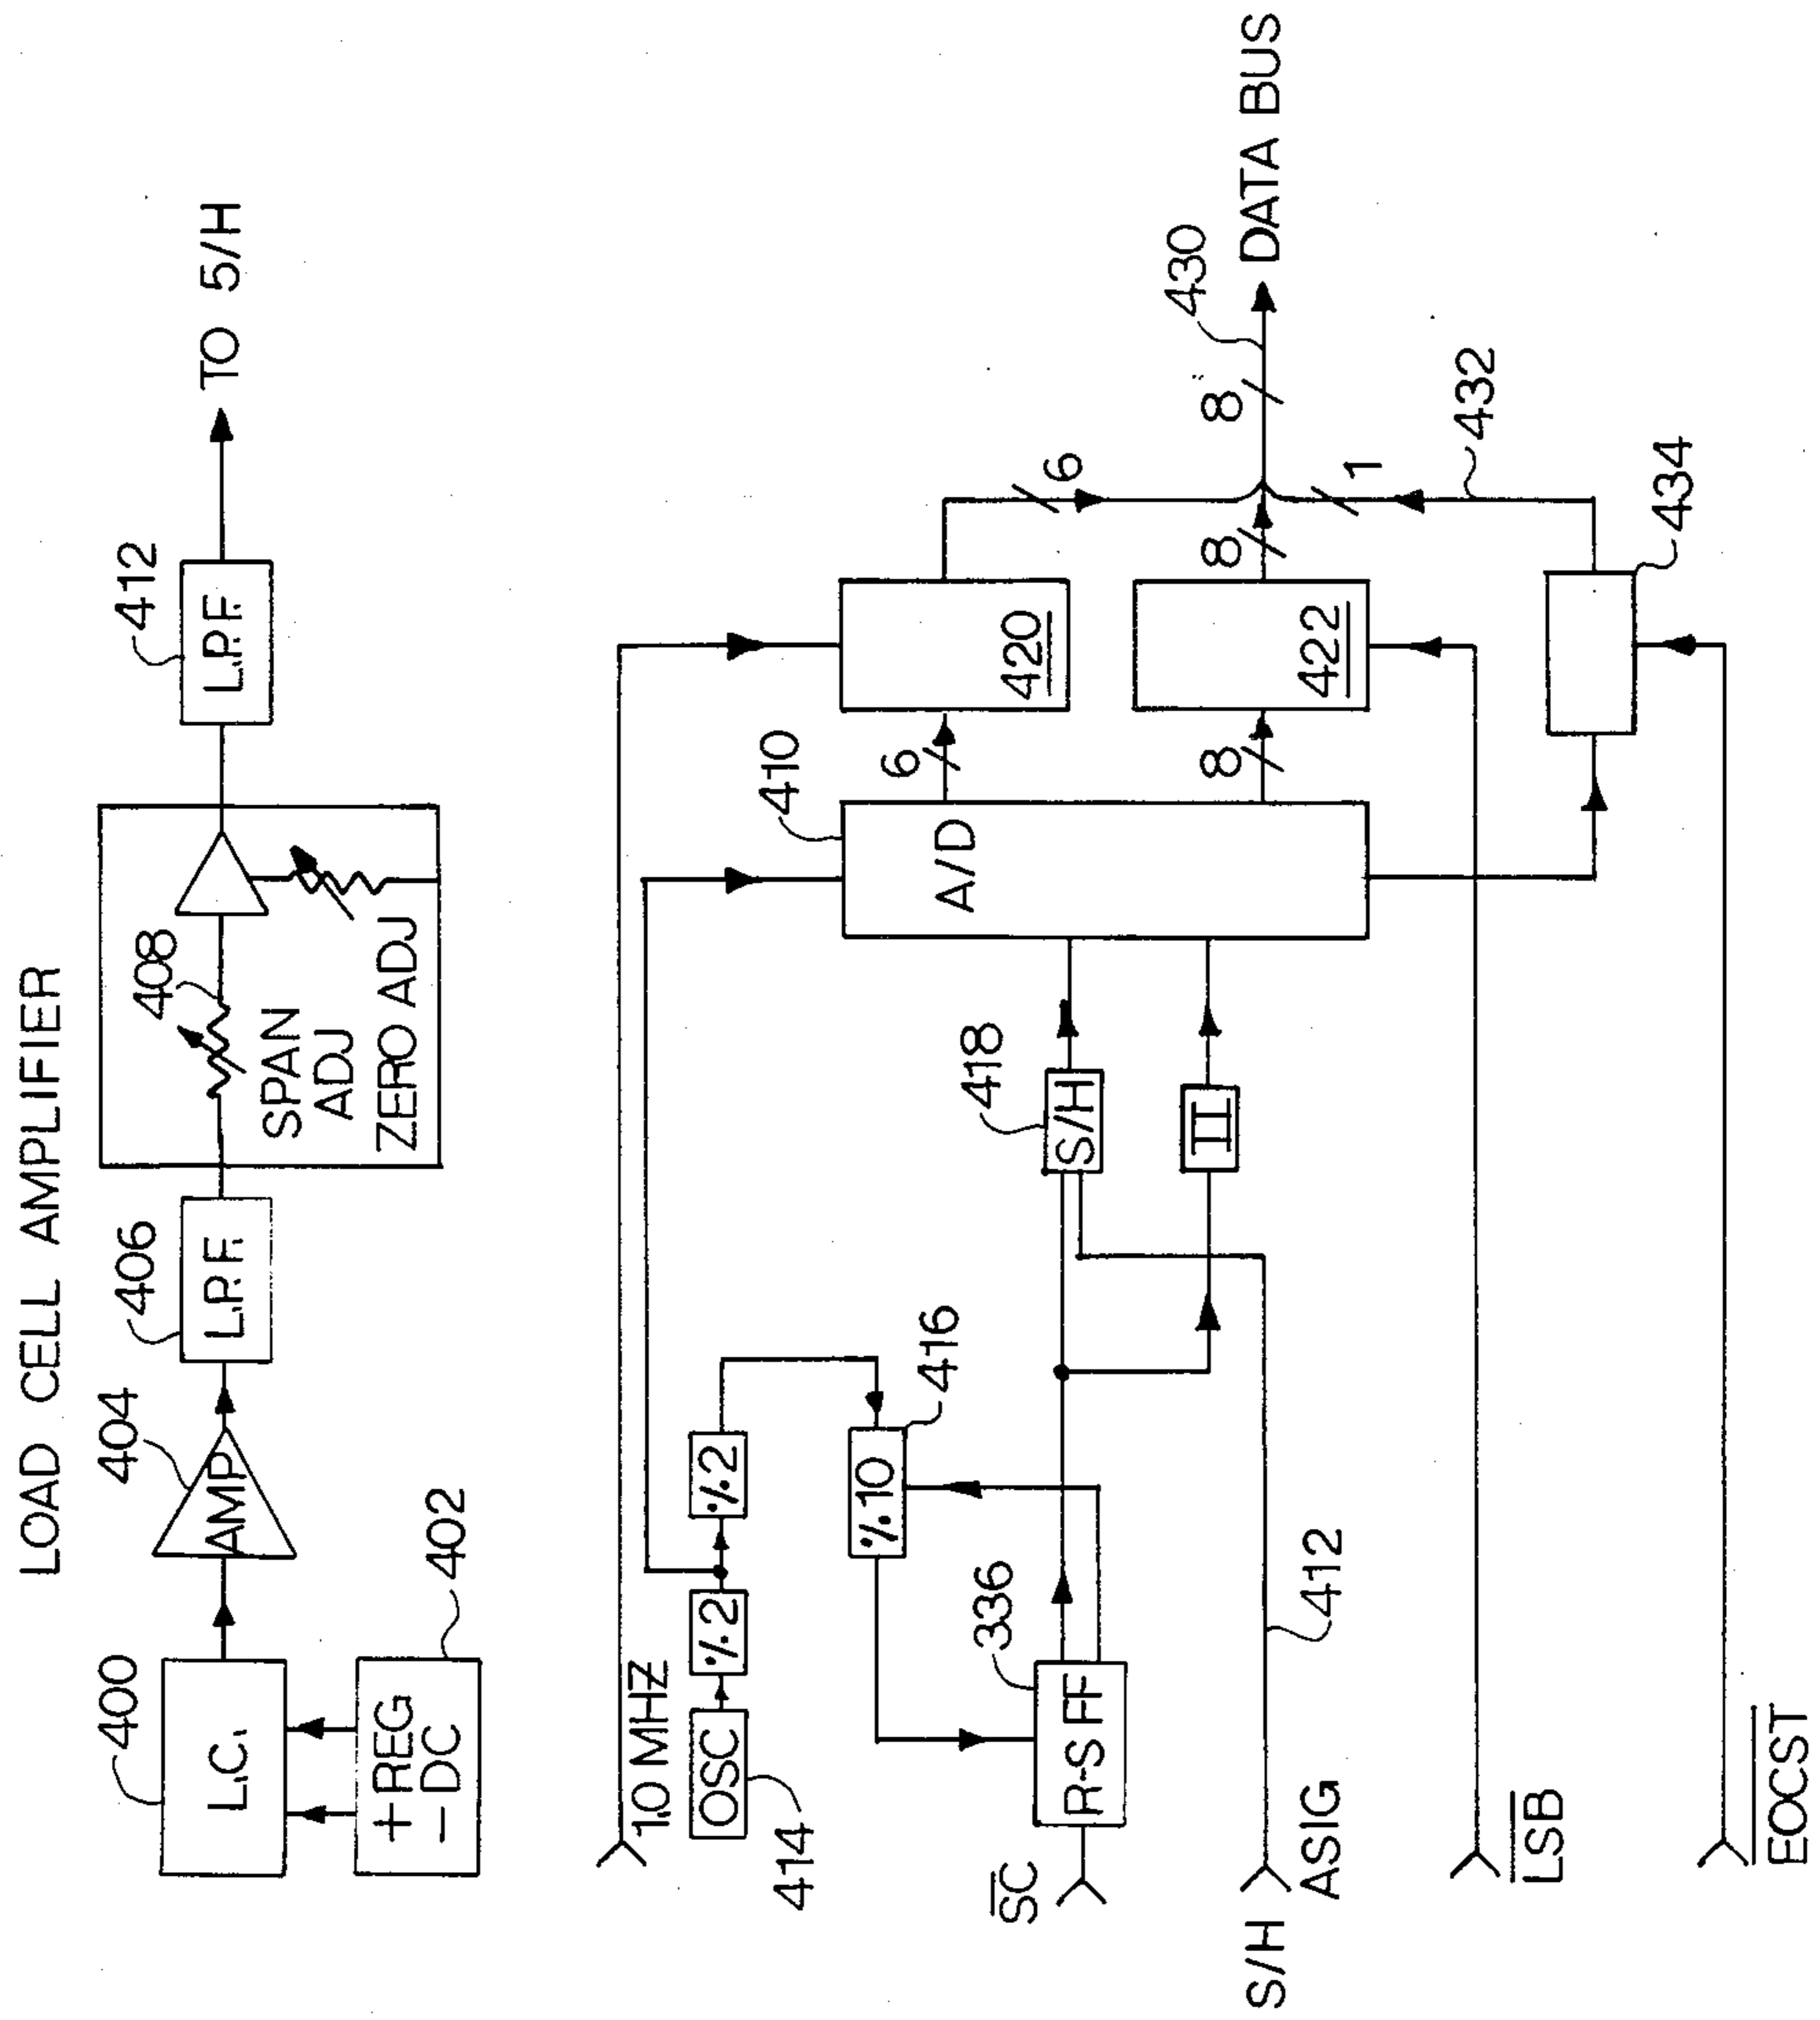 LOAD CELL AMPLIFIER
400
L.C.
+ REG
- DC
402
404
AMP
406
L.P.F.
408
SPAN
ADJ
ZERO ADJ
412
L.P.F.
TO 5/H
1.0 MHZ
OSC
414
%2
%2
%10
416
SC
336
R-S FF
S/H
ASIG
412
418
S/H
II
410
A/D
6
8
420
422
6
8
1
8
430
DATA BUS
432
434
LSB
EOCST